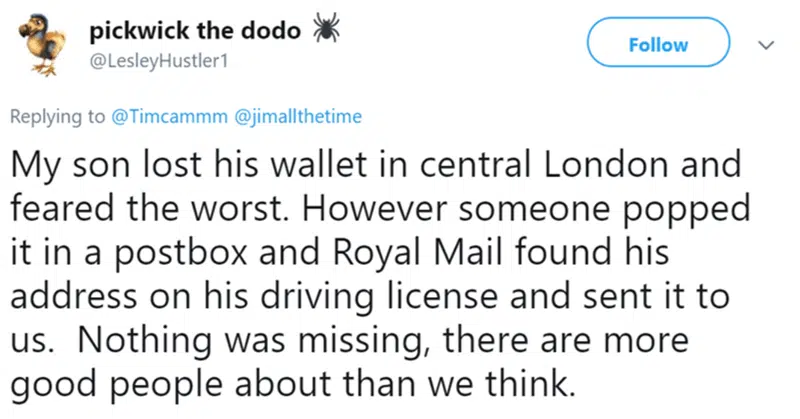 pickwick the dodo 🕷
@LesleyHustler1
Follow
Replying to @Timcammm @jimallthetime
My son lost his wallet in central London and
feared the worst. However someone popped
it in a postbox and Royal Mail found his
address on his driving license and sent it to
us.  Nothing was missing, there are more
good people about than we think.